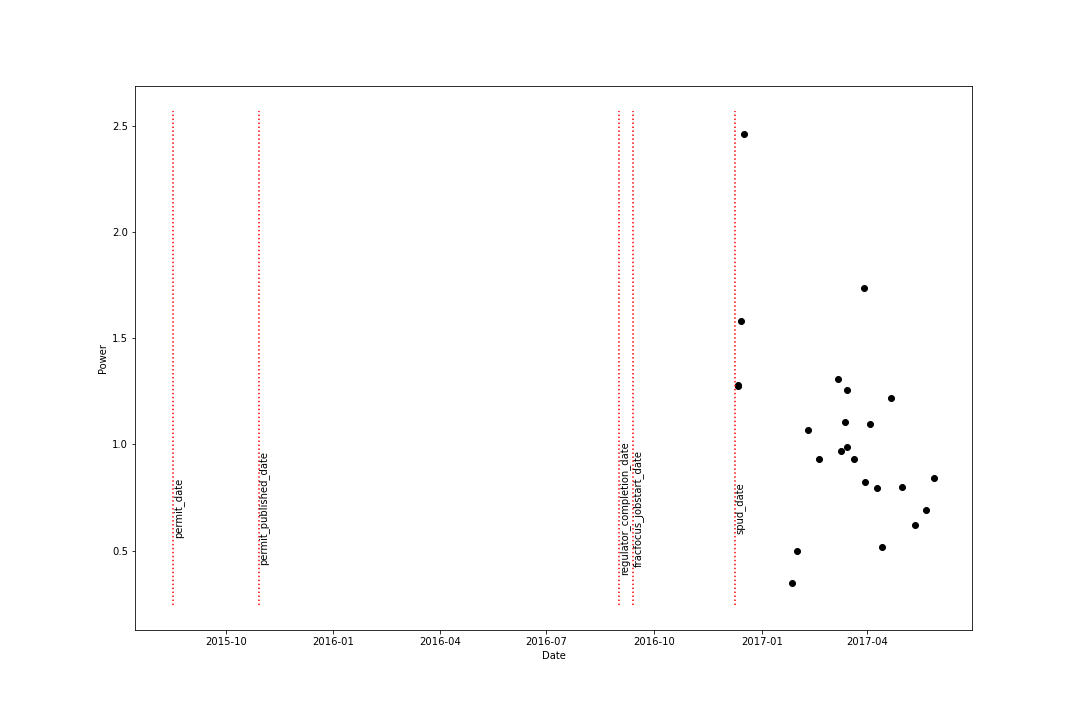 2.5
2.0
1.5
1.0
0.5
Power
permit_date
permit_published_date
regulator_completion_date
fracfocus_jobstart_date
spud_date
2015-10 2016-01 2016-04 2016-07 2016-10 2017-01 2017-04
Date